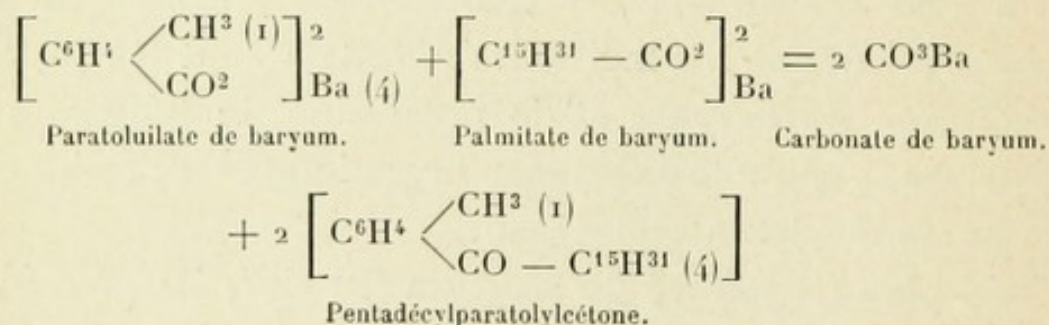 [C⁶H⁴ < CH³ (1) CO²]² Ba (4) + [C¹⁵H³¹ — CO²]² Ba = 2 CO³Ba
Paratoluilate de baryum. Palmitate de baryum. Carbonate de baryum.
+ 2 [C⁶H⁴ < CH³ (1) CO — C¹⁵H³¹ (4)]
Pentadécylparatolylcétone.